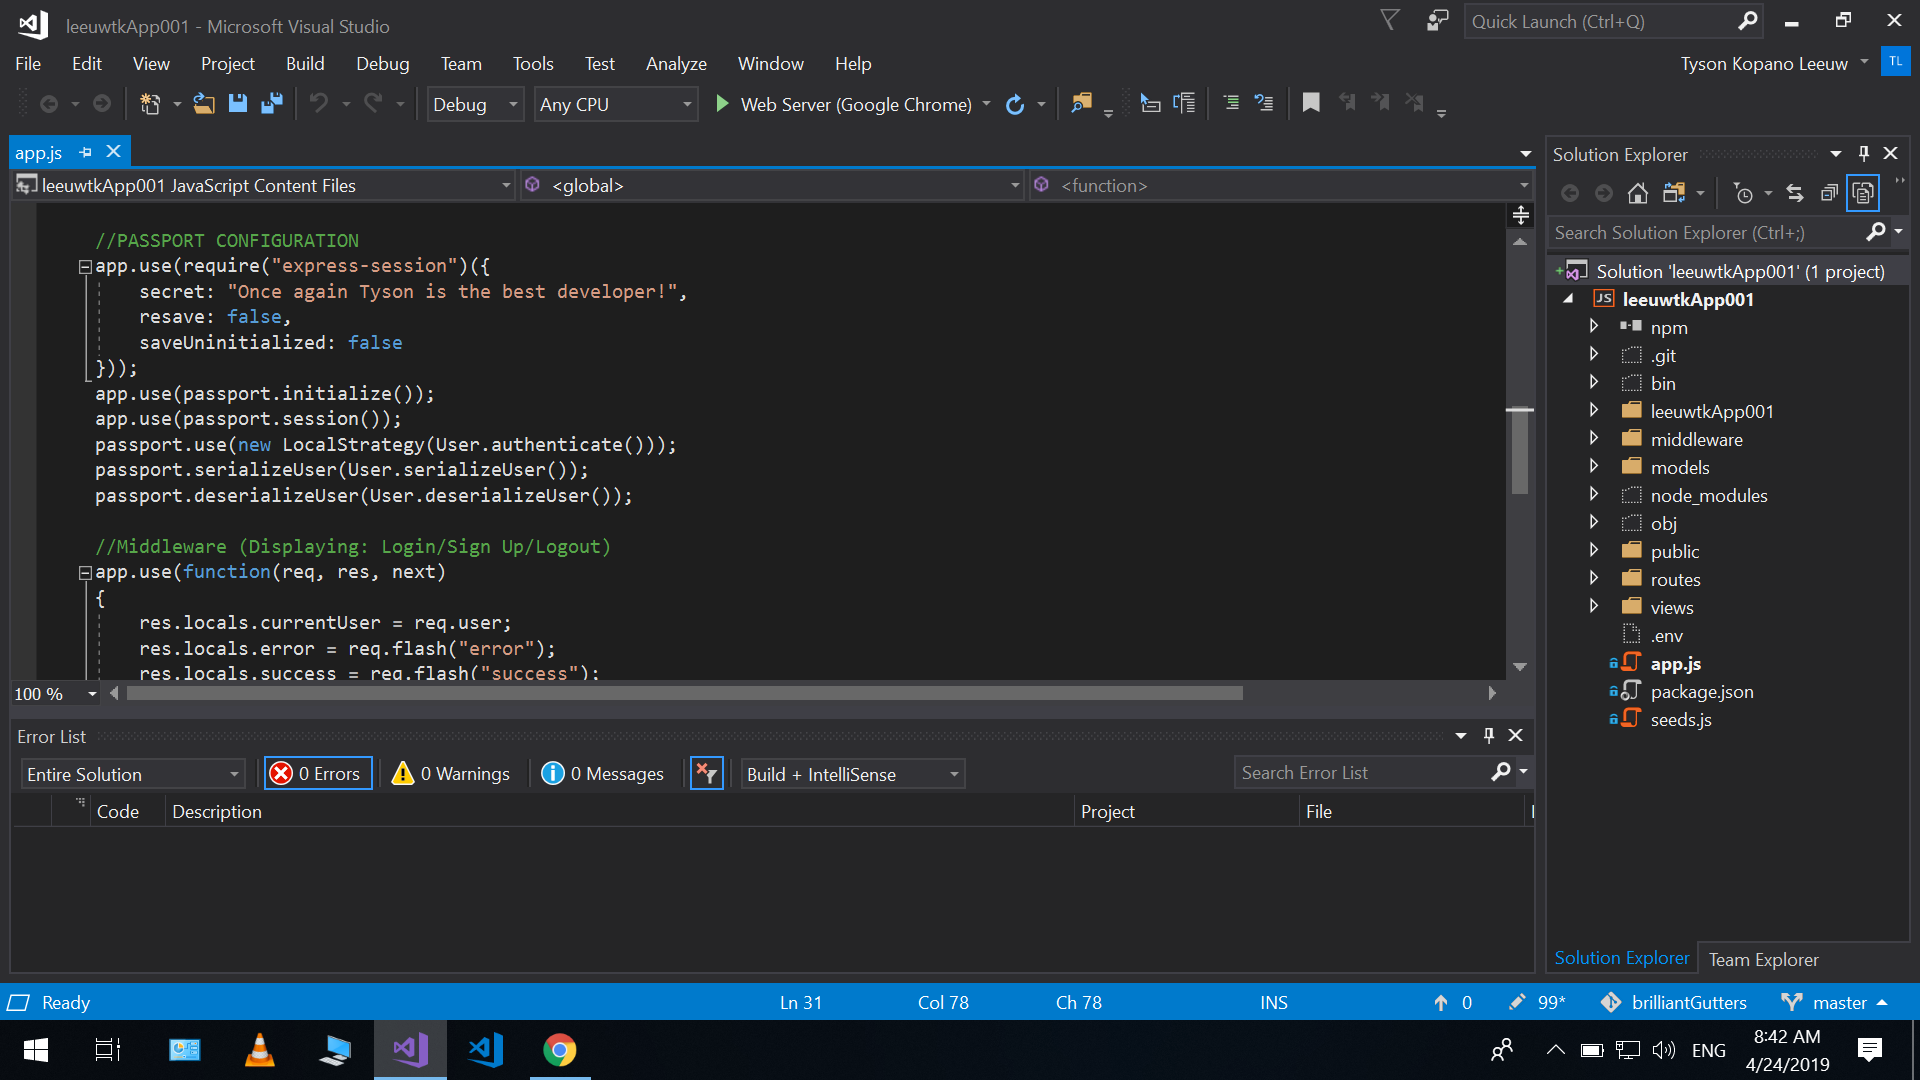 leeuwtkApp001 - Microsoft Visual Studio
Quick Launch (Ctrl+Q)
File Edit View Project Build Debug Team Tools Test Analyze Window Help
Tyson Kopano Leeuw TL
Debug Any CPU Web Server (Google Chrome)
app.js
leeuwtkApp001 JavaScript Content Files <global> <function>
//PASSPORT CONFIGURATION
app.use(require("express-session")({
secret: "Once again Tyson is the best developer!",
resave: false,
saveUninitialized: false
}));
app.use(passport.initialize());
app.use(passport.session());
passport.use(new LocalStrategy(User.authenticate()));
passport.serializeUser(User.serializeUser());
passport.deserializeUser(User.deserializeUser());
//Middleware (Displaying: Login/Sign Up/Logout)
app.use(function(req, res, next)
{
res.locals.currentUser = req.user;
res.locals.error = req.flash("error");
res.locals.success = req.flash("success");
100 %
Error List
Entire Solution 0 Errors 0 Warnings 0 Messages Build + IntelliSense Search Error List
Code Description Project File
Solution Explorer
Search Solution Explorer (Ctrl+;)
Solution 'leeuwtkApp001' (1 project)
JS leeuwtkApp001
npm
.git
bin
leeuwtkApp001
middleware
models
node_modules
obj
public
routes
views
.env
app.js
package.json
seeds.js
Solution Explorer Team Explorer
Ready Ln 31 Col 78 Ch 78 INS 0 99* brilliantGutters master
ENG
8:42 AM
4/24/2019